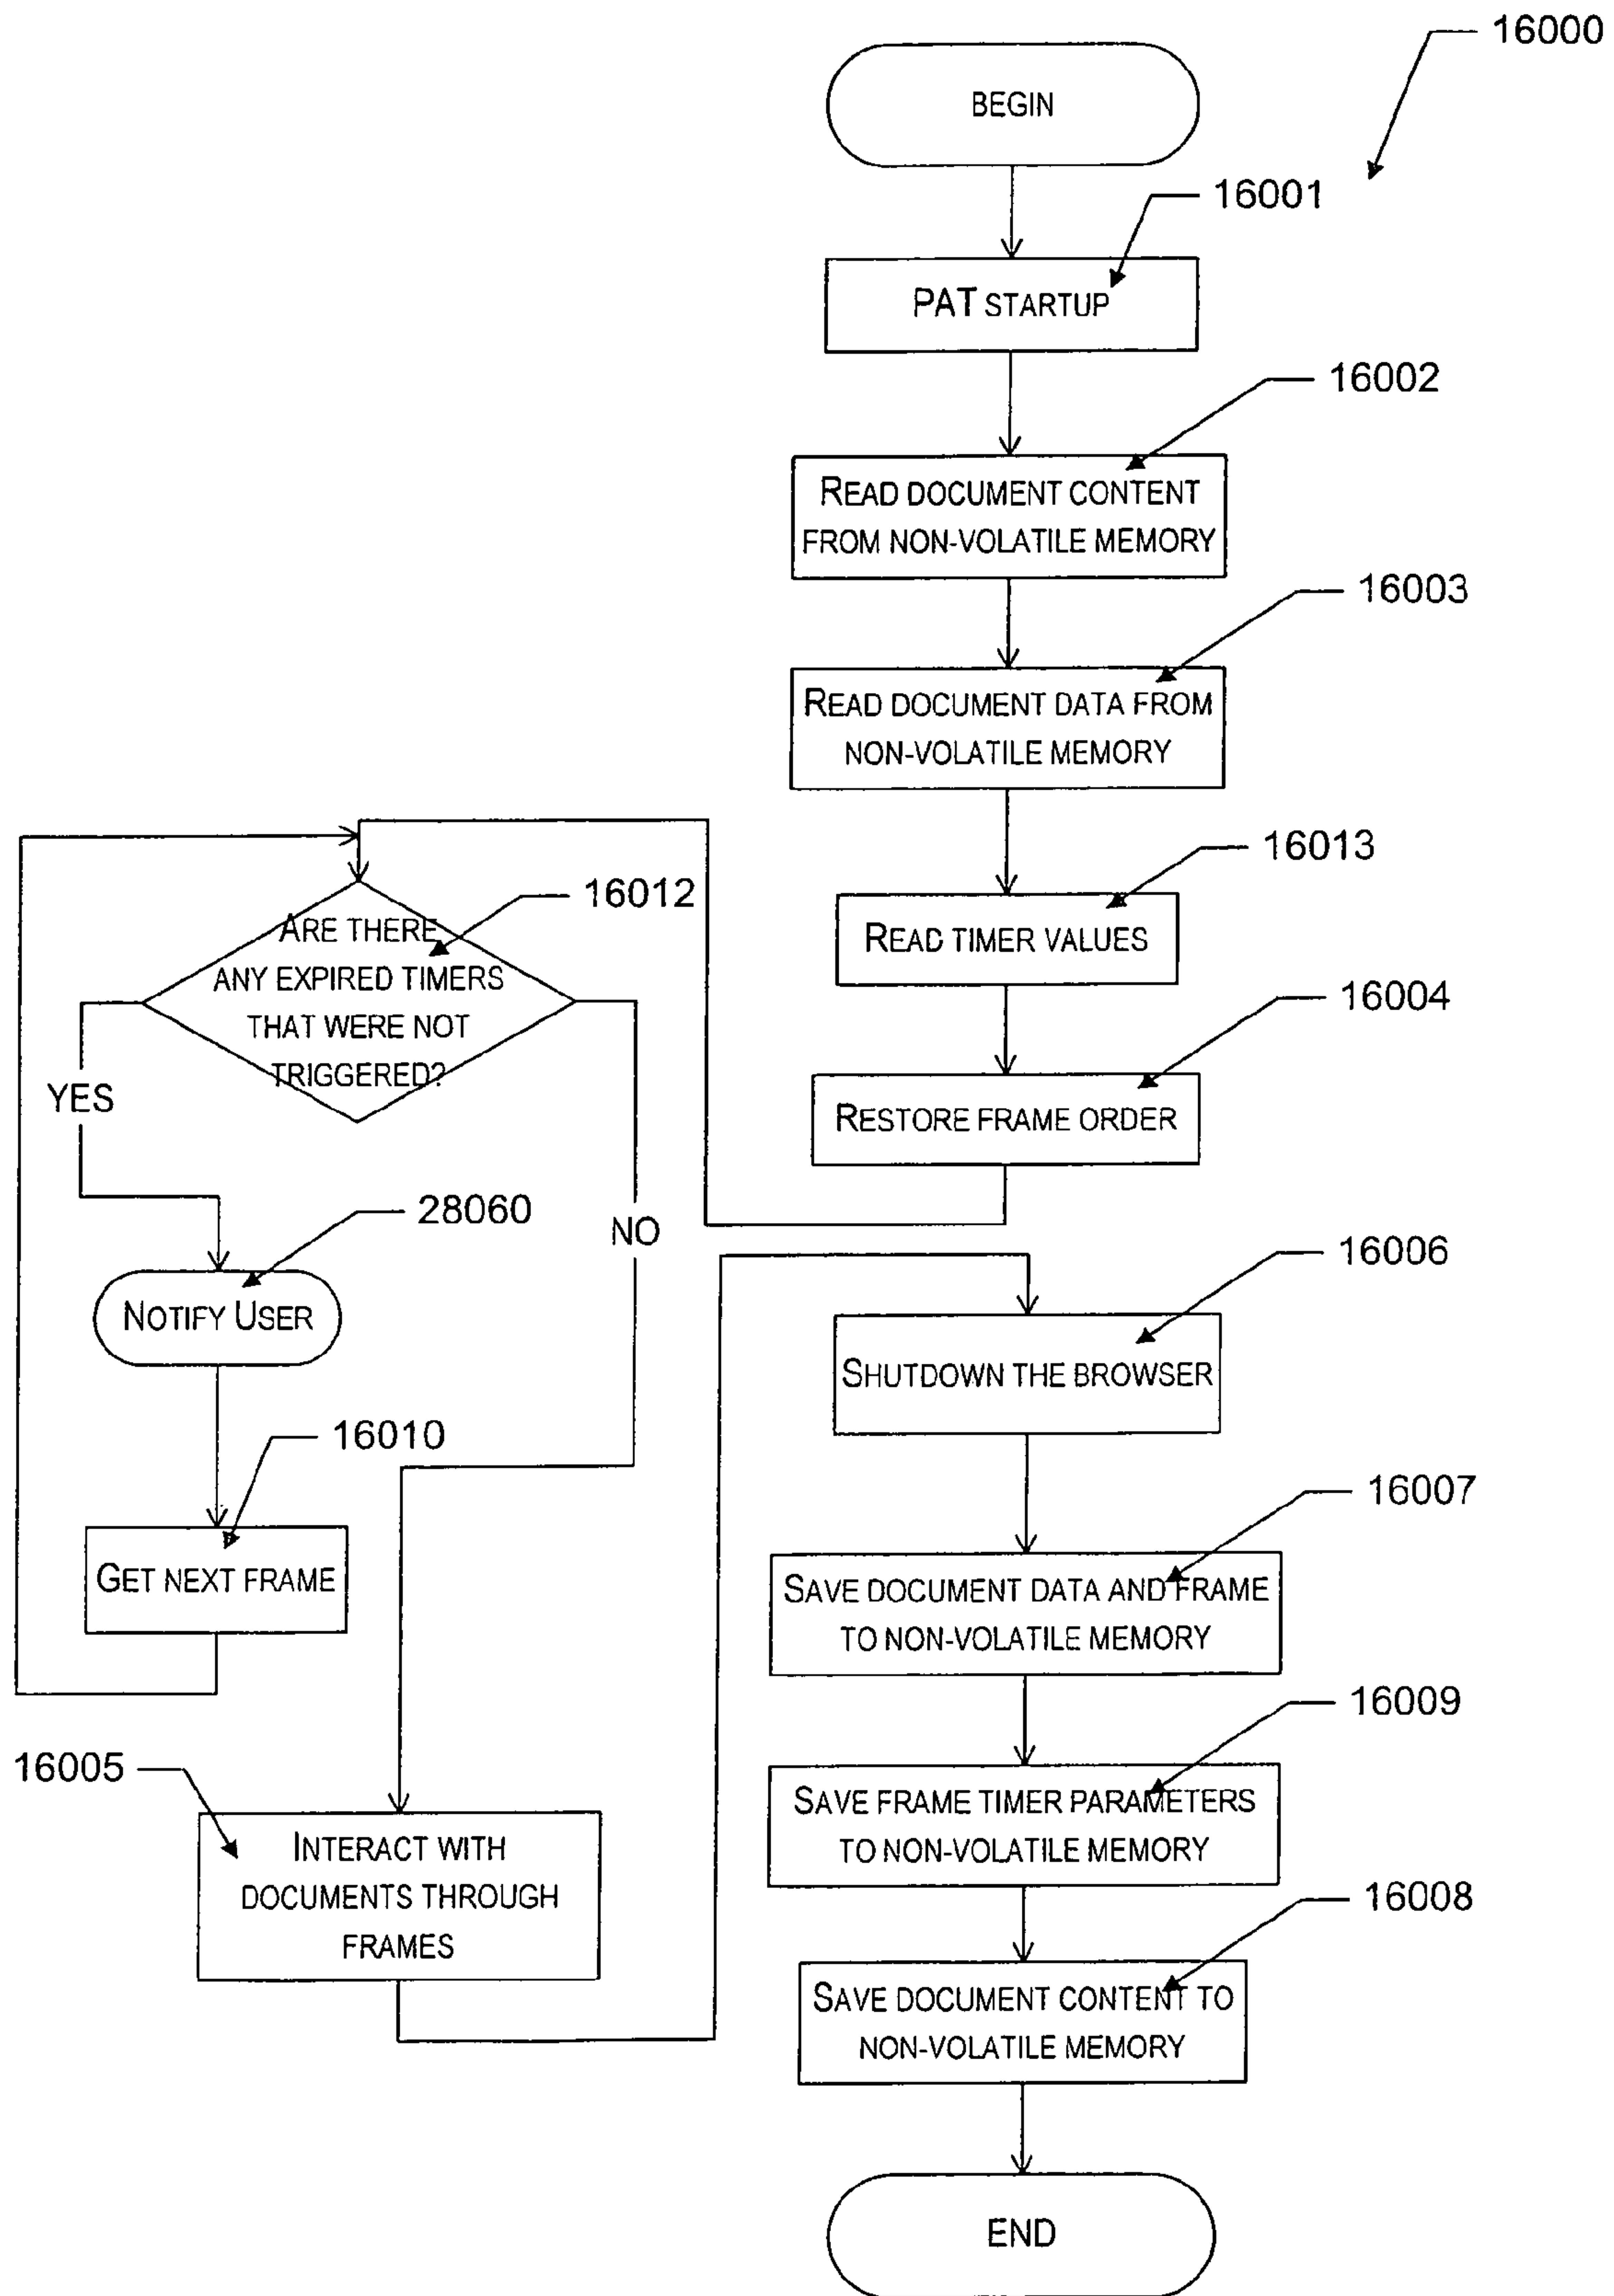 16000
BEGIN
16001
PAT STARTUP
16002
READ DOCUMENT CONTENT
FROM NON-VOLATILE MEMORY
16003
READ DOCUMENT DATA FROM
NON-VOLATILE MEMORY
16013
READ TIMER VALUES
16004
RESTORE FRAME ORDER
16012
ARE THERE
ANY EXPIRED TIMERS
THAT WERE NOT
TRIGGERED?
YES
NO
28060
NOTIFY USER
16010
GET NEXT FRAME
16005
INTERACT WITH
DOCUMENTS THROUGH
FRAMES
16006
SHUTDOWN THE BROWSER
16007
SAVE DOCUMENT DATA AND FRAME
TO NON-VOLATILE MEMORY
16009
SAVE FRAME TIMER PARAMETERS
TO NON-VOLATILE MEMORY
16008
SAVE DOCUMENT CONTENT TO
NON-VOLATILE MEMORY
END